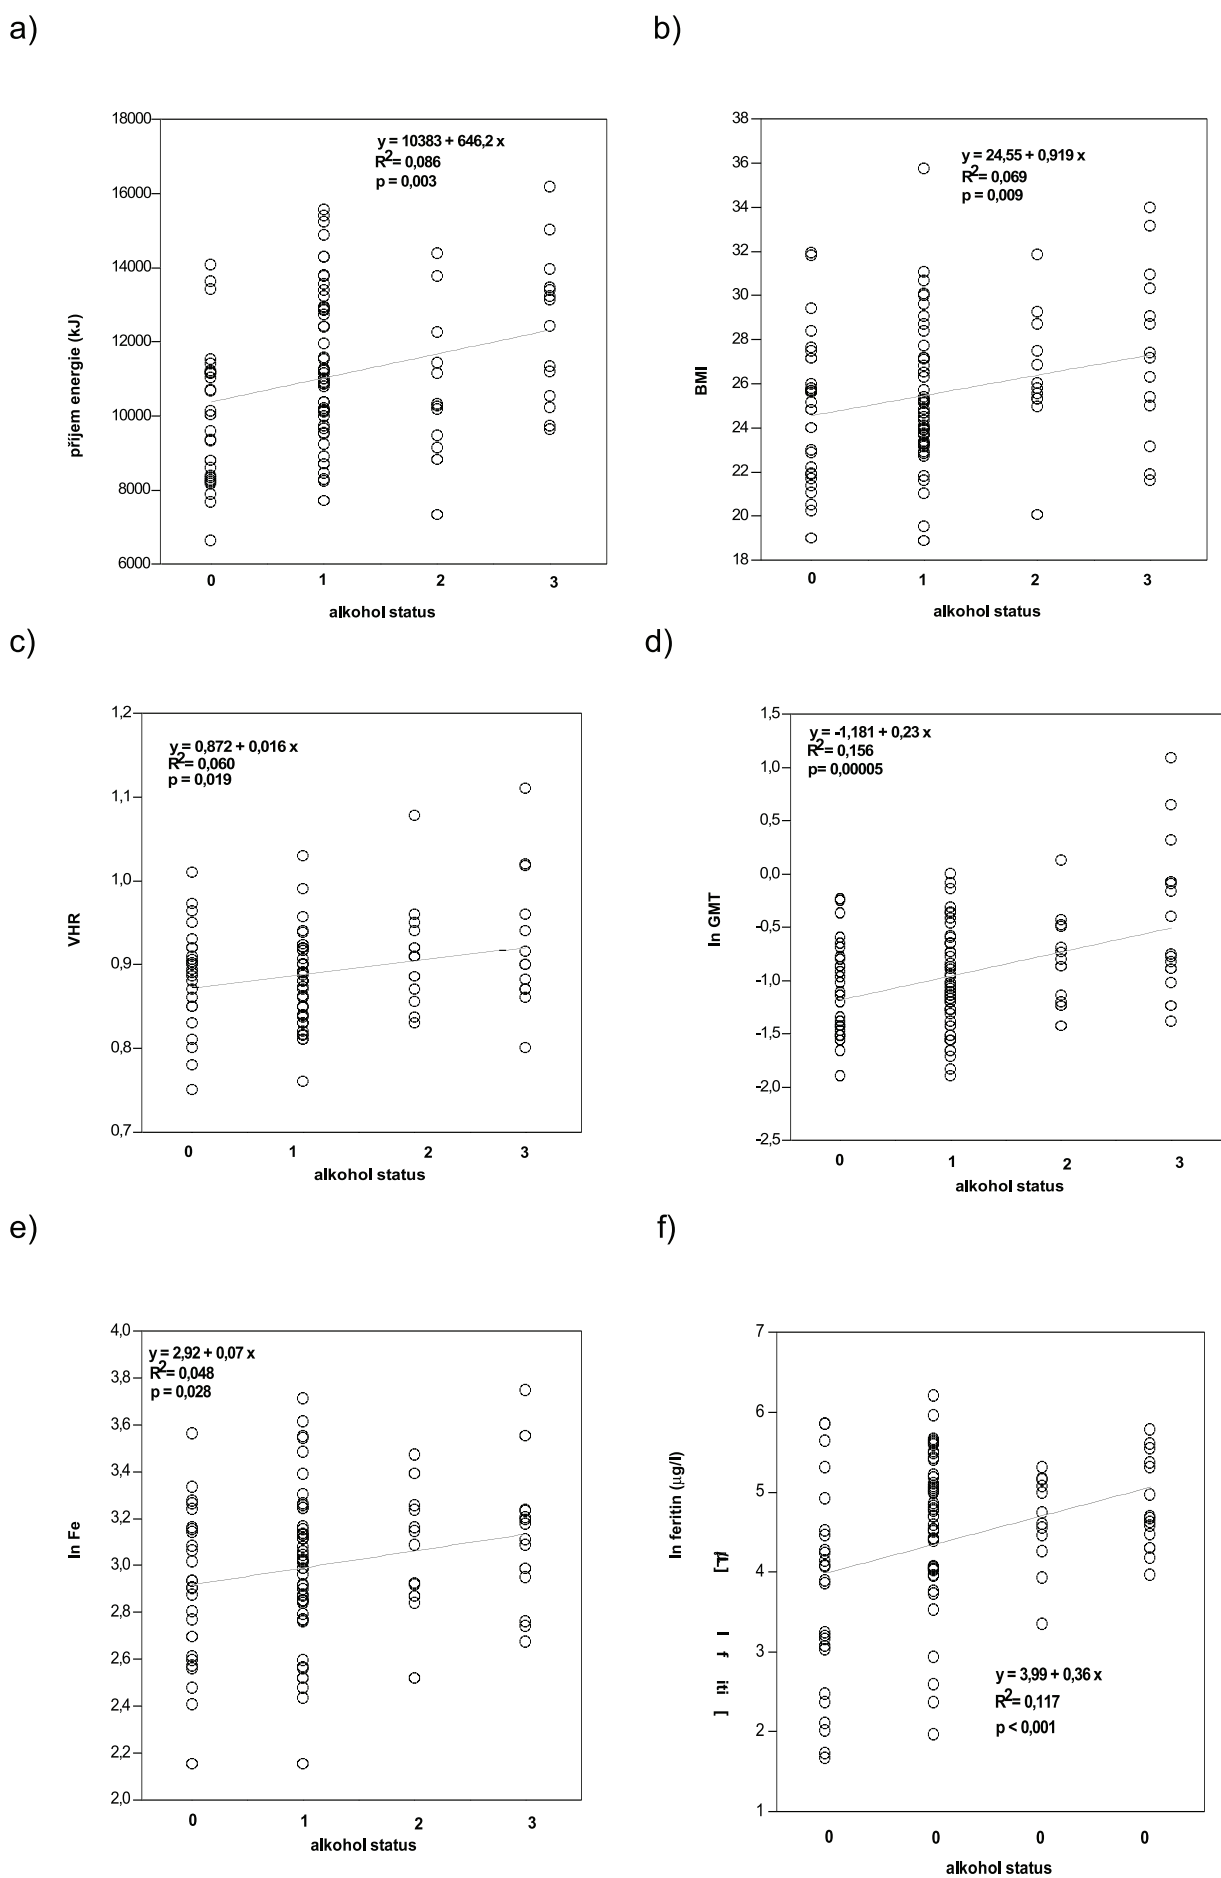 a)
18000
16000
14000
12000
10000
8000
6000
y = 10383 + 646,2 x
R2= 0,086
p = 0,003
příjem energie (kJ)
0 1 2 3
alkohol status
b)
38
36
34
32
30
28
26
24
22
20
18
y = 24,55 + 0,919 x
R2= 0,069
p = 0,009
BMI
0 1 2 3
alkohol status
c)
1,2
1,1
1,0
0,9
0,8
0,7
y = 0,872 + 0,016 x
R2= 0,060
p = 0,019
VHR
0 1 2 3
alkohol status
d)
1,5
1,0
0,5
0,0
-0,5
-1,0
-1,5
-2,0
-2,5
y = -1,181 + 0,23 x
R2= 0,156
p= 0,00005
ln GMT
0 1 2 3
alkohol status
e)
4,0
3,8
3,6
3,4
3,2
3,0
2,8
2,6
2,4
2,2
2,0
y = 2,92 + 0,07 x
R2= 0,048
p = 0,028
ln Fe
0 1 2 3
alkohol status
f)
7
6
5
4
3
2
1
ln feritin (µg/l)
y = 3,99 + 0,36 x
R2= 0,117
p < 0,001
0 0 0 0
alkohol status